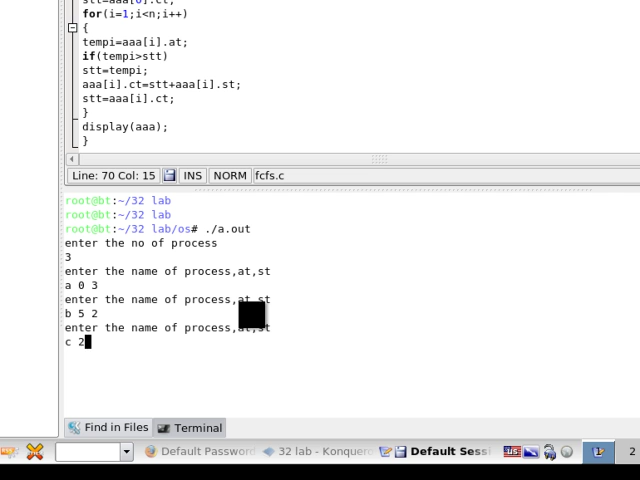 stt=aaa[0].ct;
for(i=1;i<n;i++)
{
tempi=aaa[i].at;
if(tempi>stt)
stt=tempi;
aaa[i].ct=stt+aaa[i].st;
stt=aaa[i].ct;
}
display(aaa);
}
Line: 70 Col: 15 INS NORM fcfs.c
root@bt:~/32 lab
root@bt:~/32 lab
root@bt:~/32 lab/os# ./a.out
enter the no of process
3
enter the name of process,at,st
a 0 3
enter the name of process,at,st
b 5 2
enter the name of process,at,st
c 2
Find in Files Terminal
Default Password 32 lab - Konquero Default Sessi 1 2